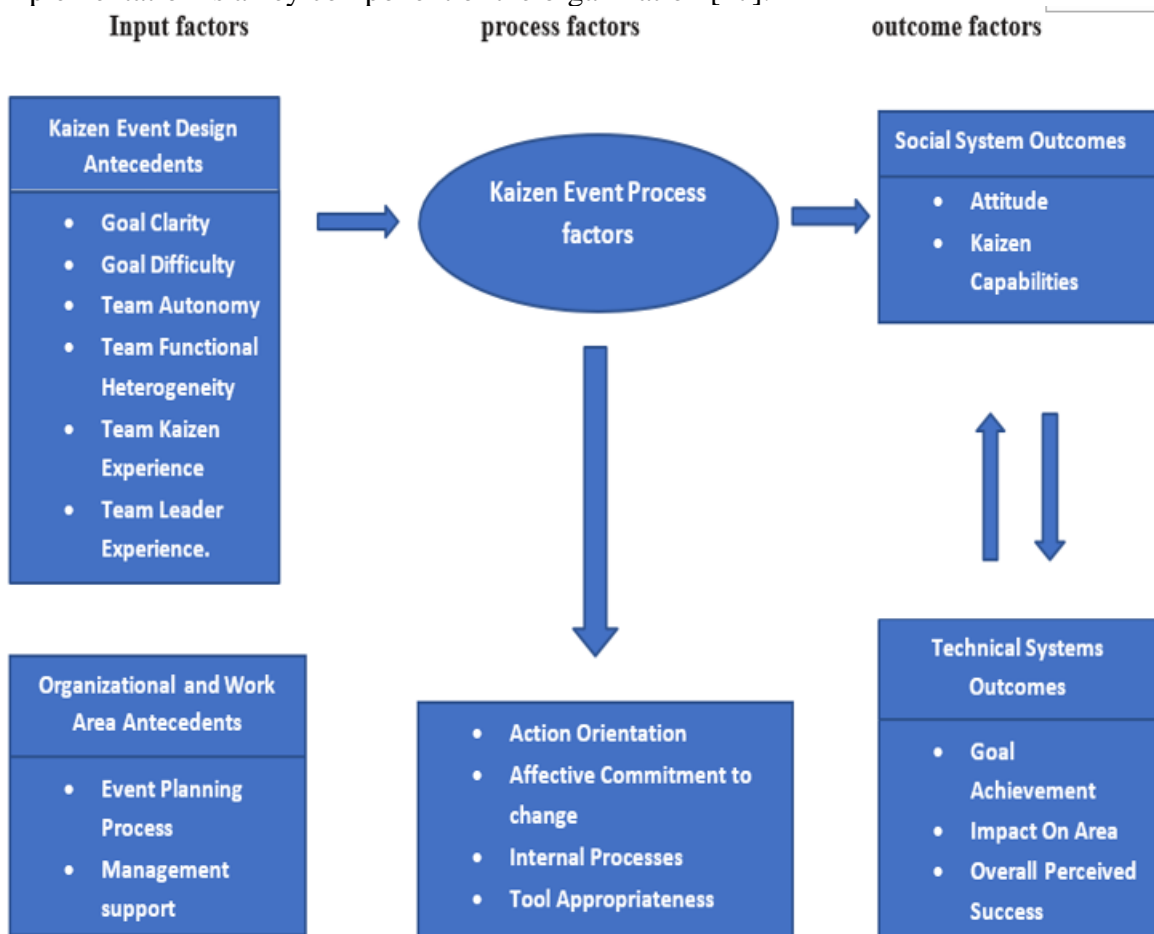 Input factors
process factors
outcome factors
Kaizen Event Design
Antecedents
• Goal Clarity
• Goal Difficulty
• Team Autonomy
• Team Functional
Heterogeneity
• Team Kaizen
Experience
• Team Leader
Experience.
Organizational and Work
Area Antecedents
• Event Planning
Process
• Management
support
Kaizen Event Process
factors
• Action Orientation
• Affective Commitment to
change
• Internal Processes
• Tool Appropriateness
Social System Outcomes
• Attitude
• Kaizen
Capabilities
Technical Systems
Outcomes
• Goal
Achievement
• Impact On Area
• Overall Perceived
Success